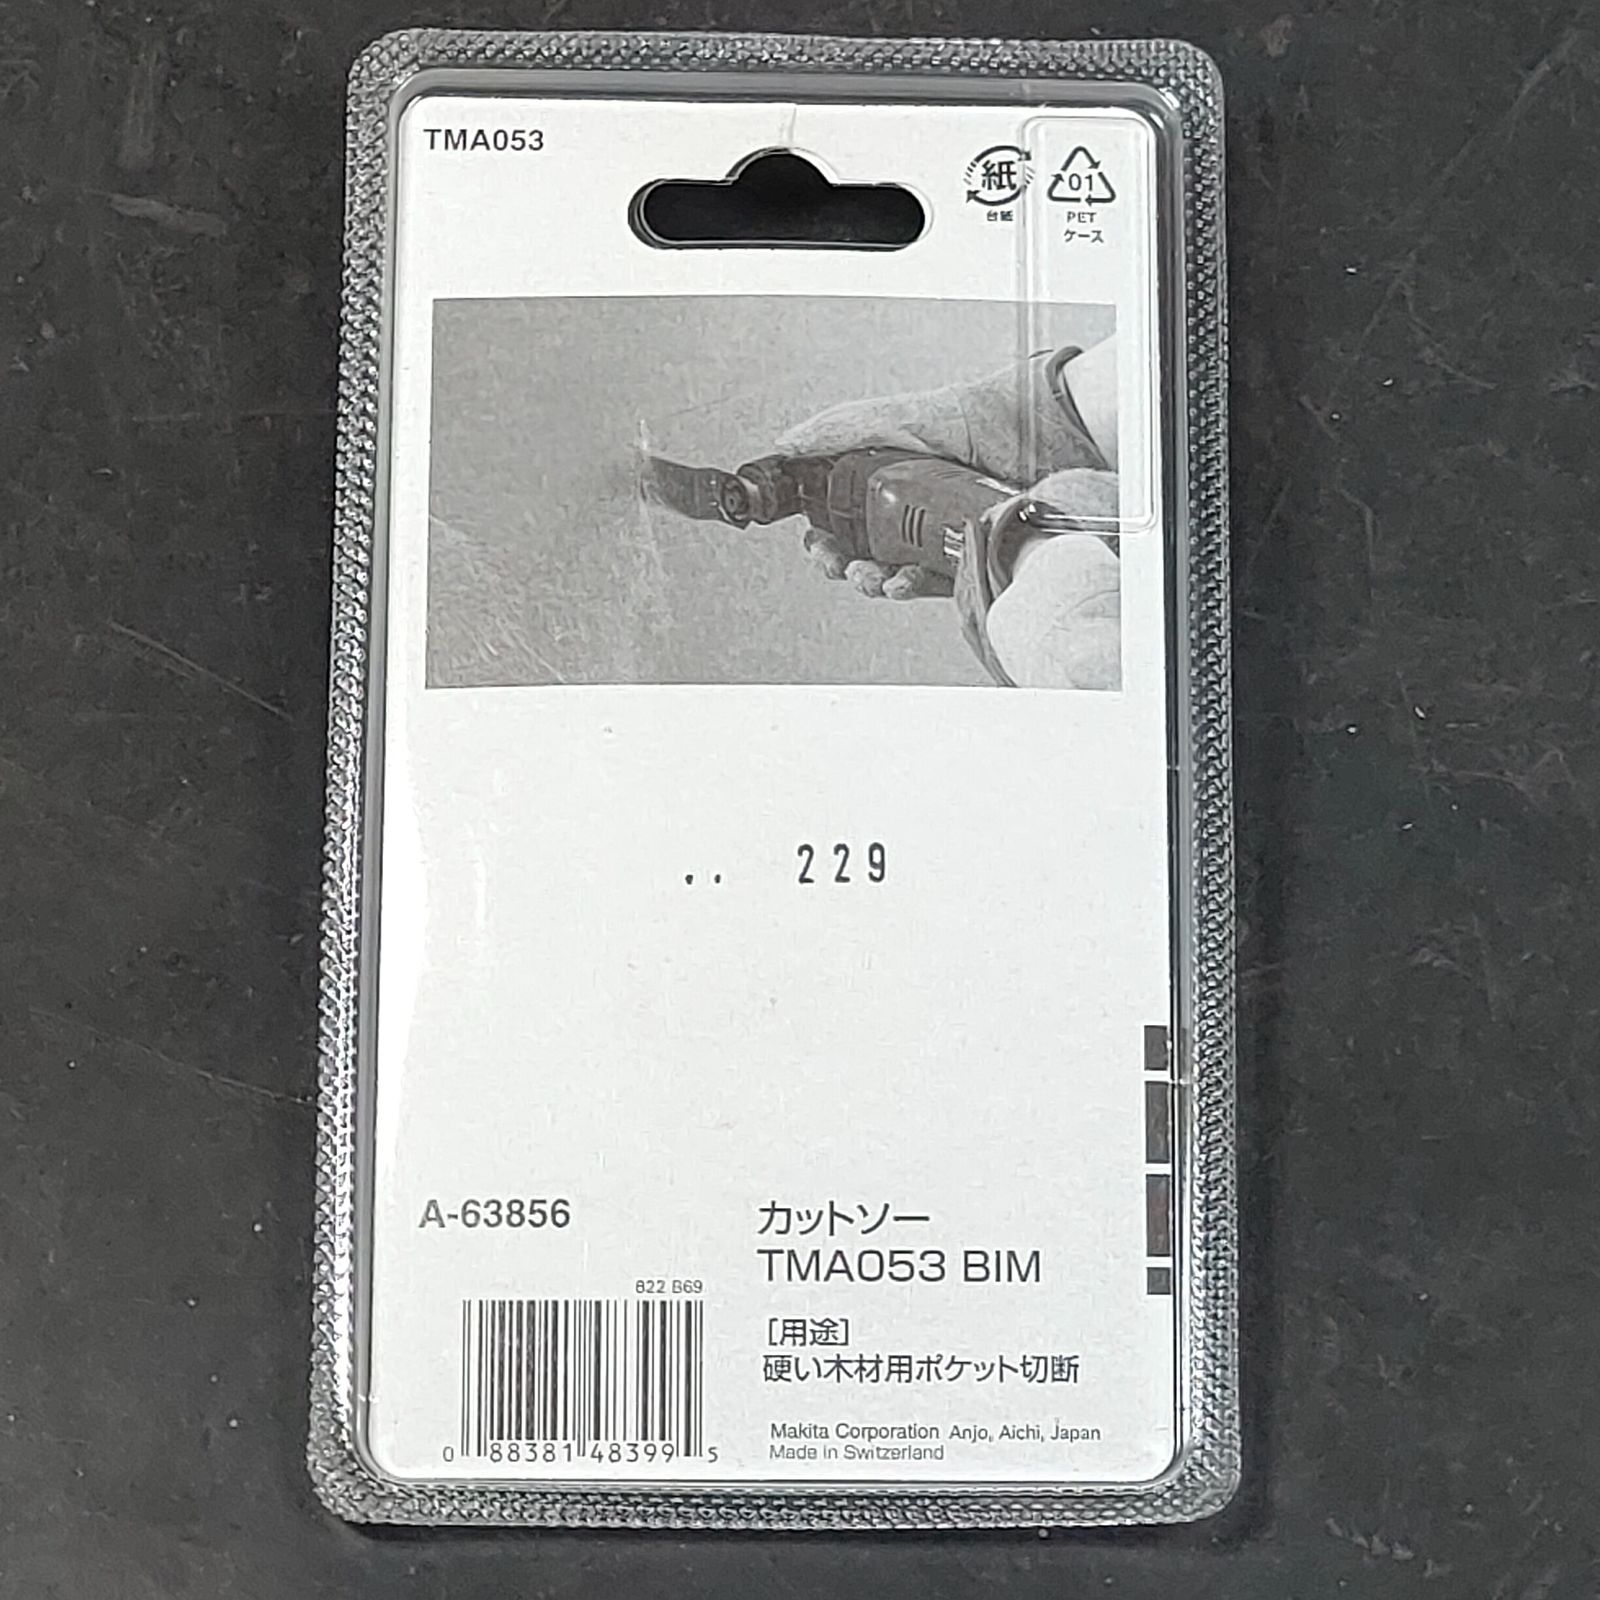 TMA053
紙
台紙
01
PET
ケース
.. 229
A-63856
カットソー
TMA053 BIM
822 B69
[用途]
硬い木材用ポケット切断
0 88381 48399 5
Makita Corporation Anjo, Aichi, Japan
Made in Switzerland